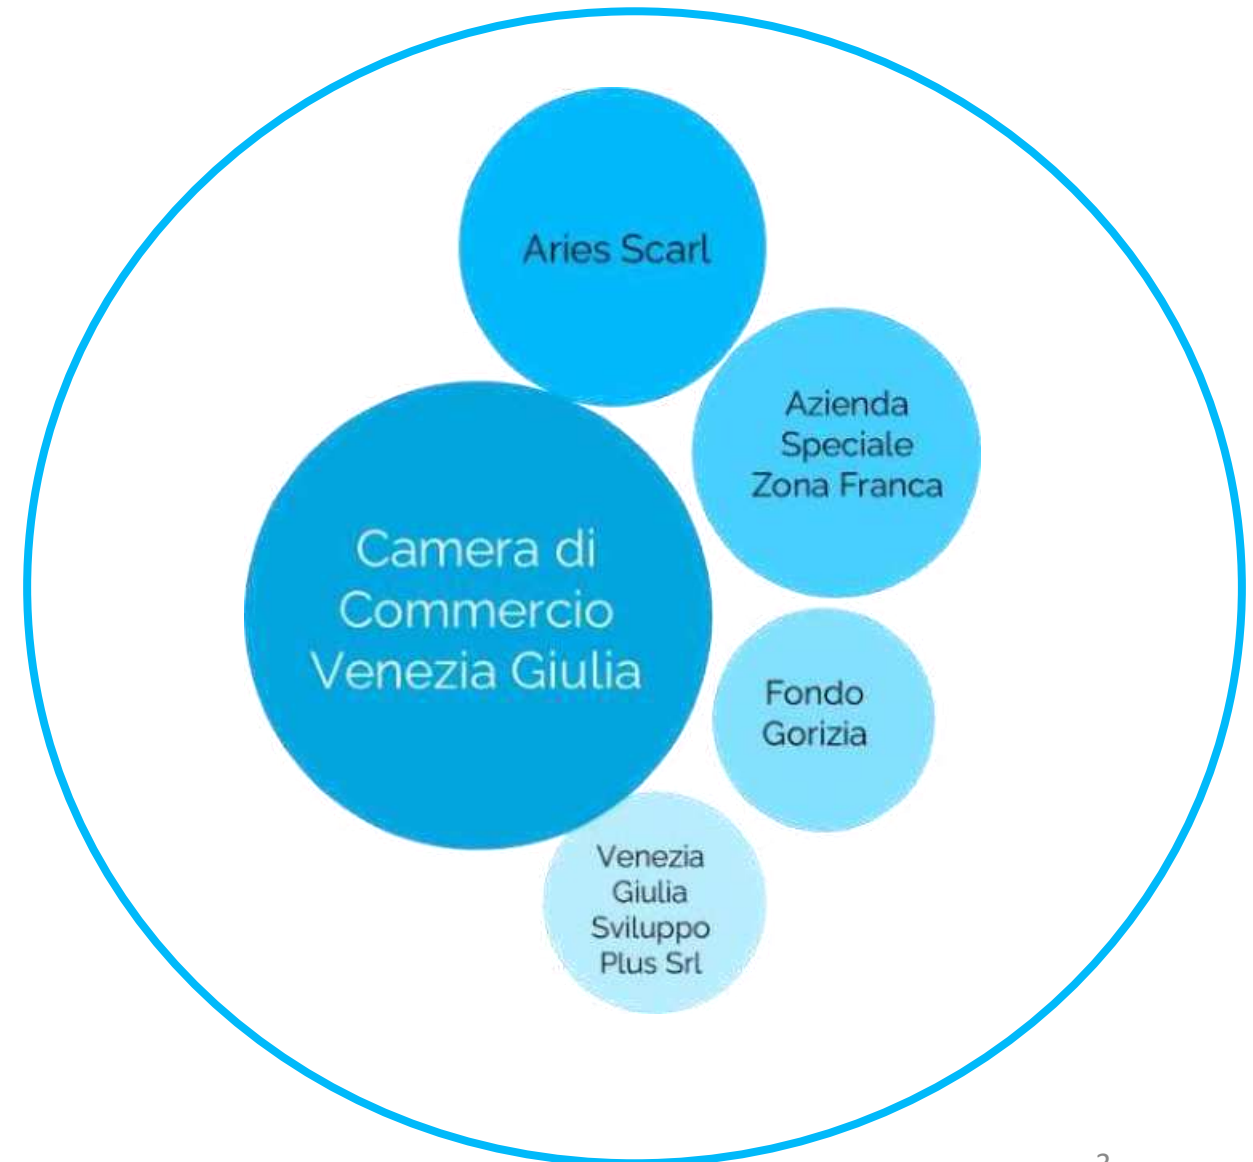 Aries Scarl
Azienda
Speciale
Zona Franca
Camera di
Commercio
Venezia Giulia
Fondo
Gorizia
Venezia
Giulia
Sviluppo
Plus Srl